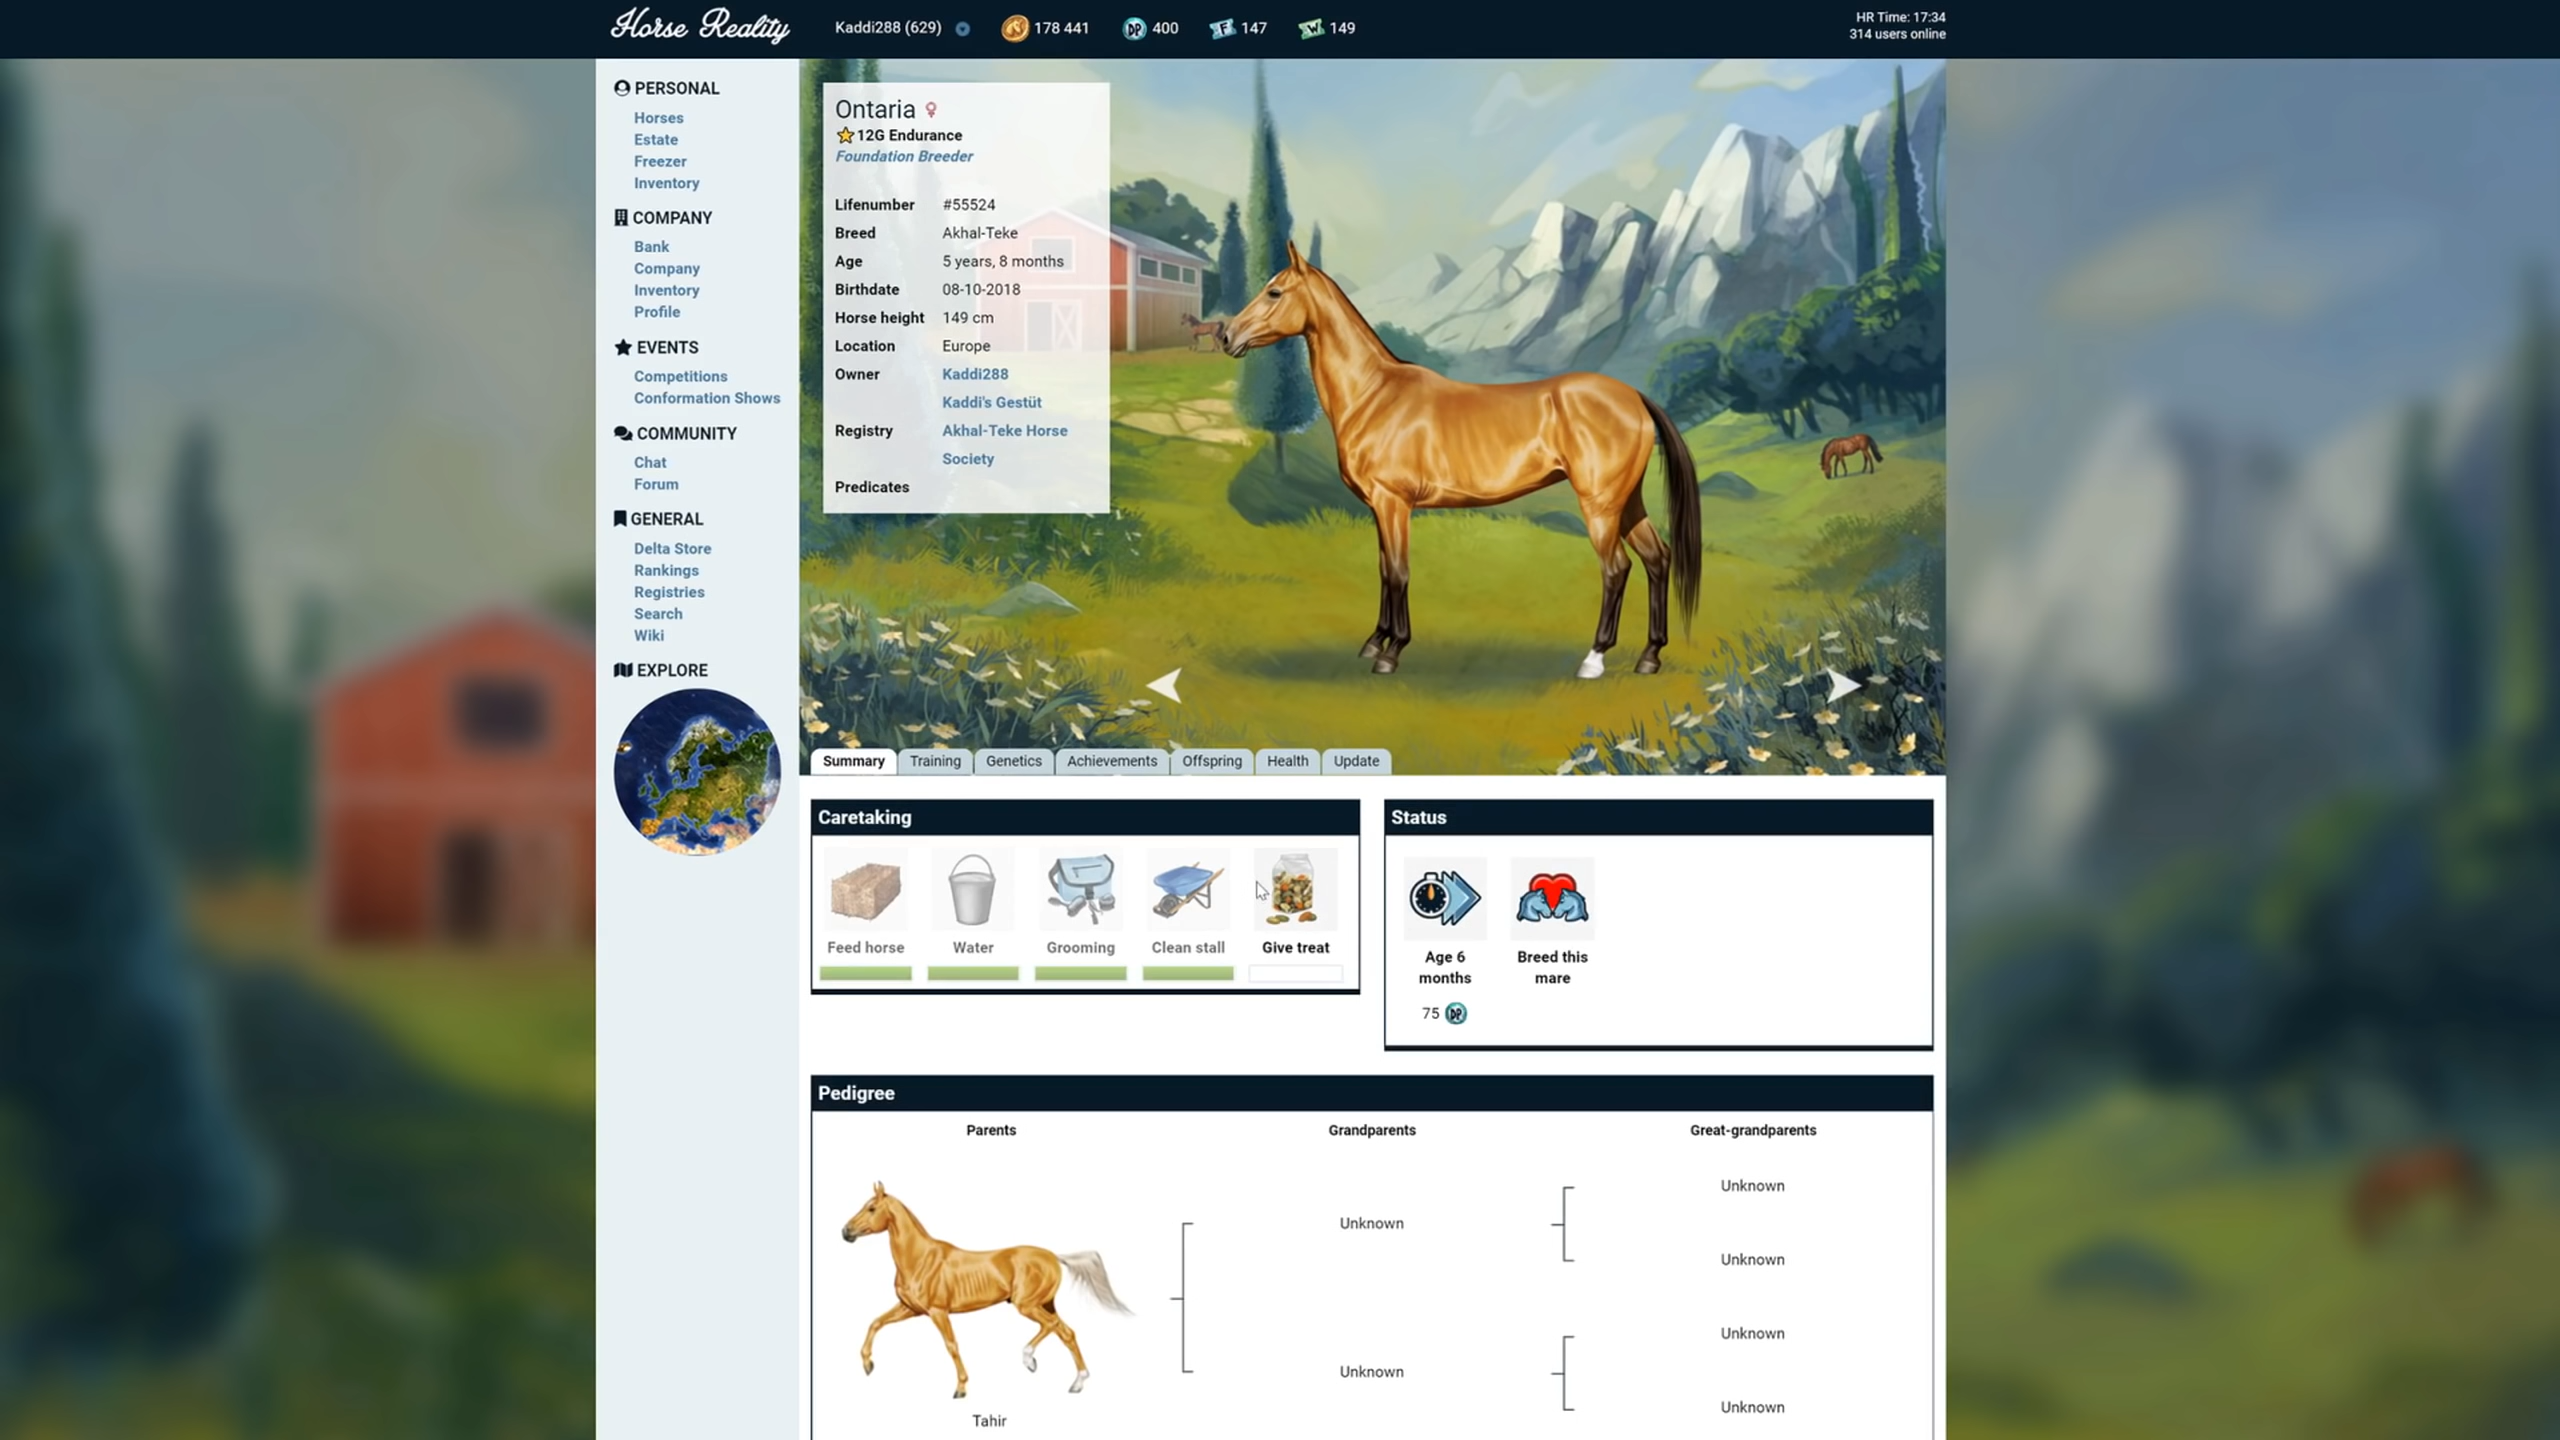 Horse Reality
Kaddi288 (629)
178 441
DP
400
F
147
W
149
HR Time: 17:34
314 users online
PERSONAL
Horses
Estate
Freezer
Inventory
COMPANY
Bank
Company
Inventory
Profile
EVENTS
Competitions
Conformation Shows
COMMUNITY
Chat
Forum
GENERAL
Delta Store
Rankings
Registries
Search
Wiki
EXPLORE
Ontaria ♀
12G Endurance
Foundation Breeder
Lifenumber #55524
Breed Akhal-Teke
Age 5 years, 8 months
Birthdate 08-10-2018
Horse height 149 cm
Location Europe
Owner Kaddi288
Kaddi's Gestüt
Registry Akhal-Teke Horse
Society
Predicates
Summary Training Genetics Achievements Offspring Health Update
Caretaking
Feed horse
Water
Grooming
Clean stall
Give treat
Status
Age 6
months
75 DP
Breed this
mare
Pedigree
Parents Grandparents Great-grandparents
Unknown
Unknown
Unknown
Unknown
Unknown
Unknown
Tahir